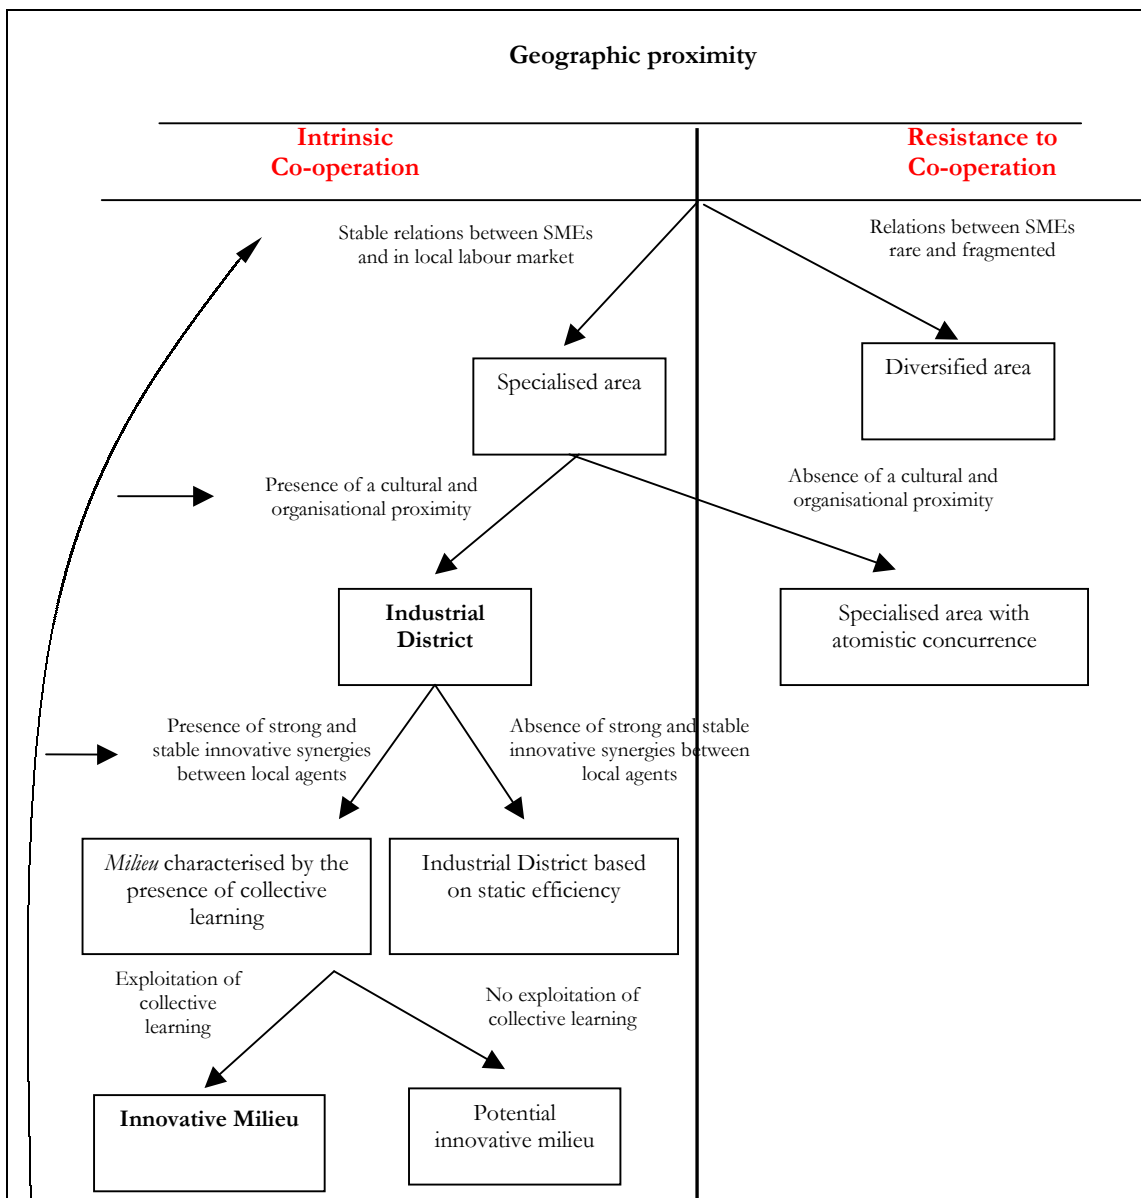 Geographic proximity
Intrinsic
Co-operation
Resistance to
Co-operation
Stable relations between SMEs
and in local labour market
Relations between SMEs
rare and fragmented
Specialised area
Diversified area
Presence of a cultural and
organisational proximity
Absence of a cultural and
organisational proximity
Industrial
District
Specialised area with
atomistic concurrence
Presence of strong and
stable innovative synergies
between local agents
Absence of strong and stable
innovative synergies between
local agents
Milieu characterised by the
presence of collective
learning
Industrial District based
on static efficiency
Exploitation of
collective
learning
No exploitation of
collective learning
Innovative Milieu
Potential
innovative milieu